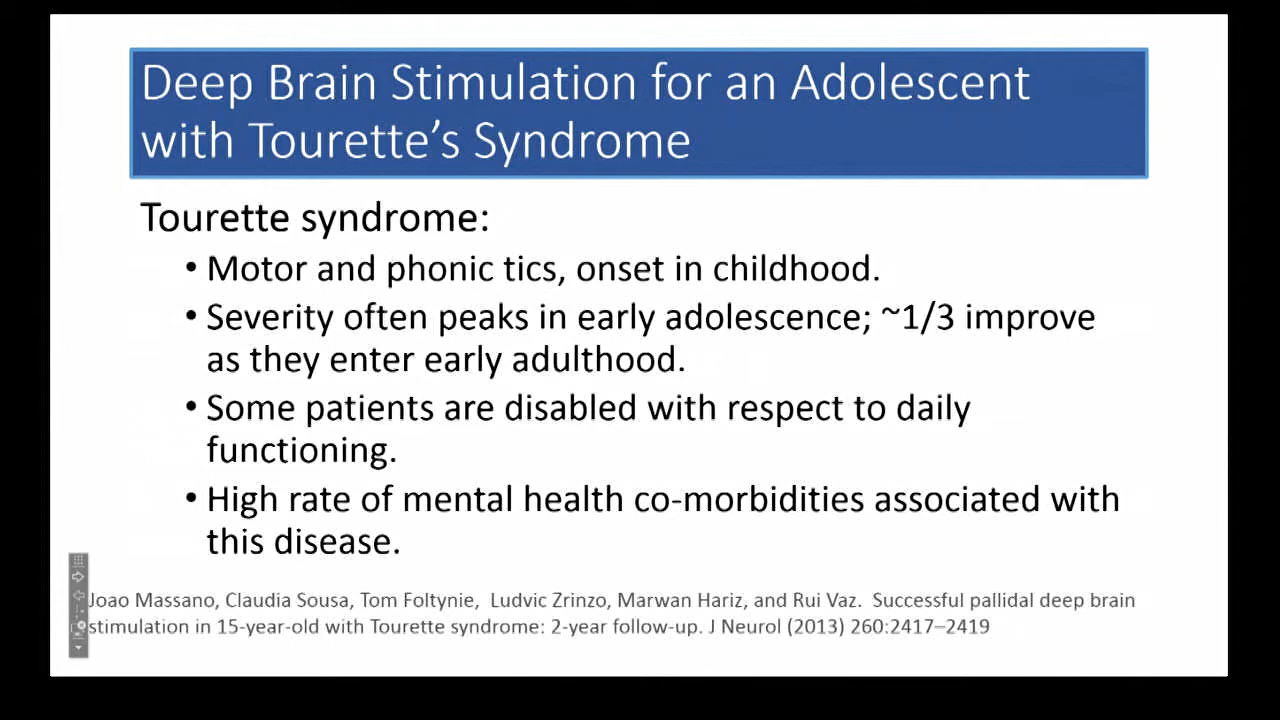 Deep Brain Stimulation for an Adolescent
with Tourette’s Syndrome
Tourette syndrome:
• Motor and phonic tics, onset in childhood.
• Severity often peaks in early adolescence; ~1/3 improve
as they enter early adulthood.
• Some patients are disabled with respect to daily
functioning.
• High rate of mental health co-morbidities associated with
this disease.
Joao Massano, Claudia Sousa, Tom Foltynie, Ludvic Zrinzo, Marwan Hariz, and Rui Vaz. Successful pallidal deep brain
stimulation in 15-year-old with Tourette syndrome: 2-year follow-up. J Neurol (2013) 260:2417–2419